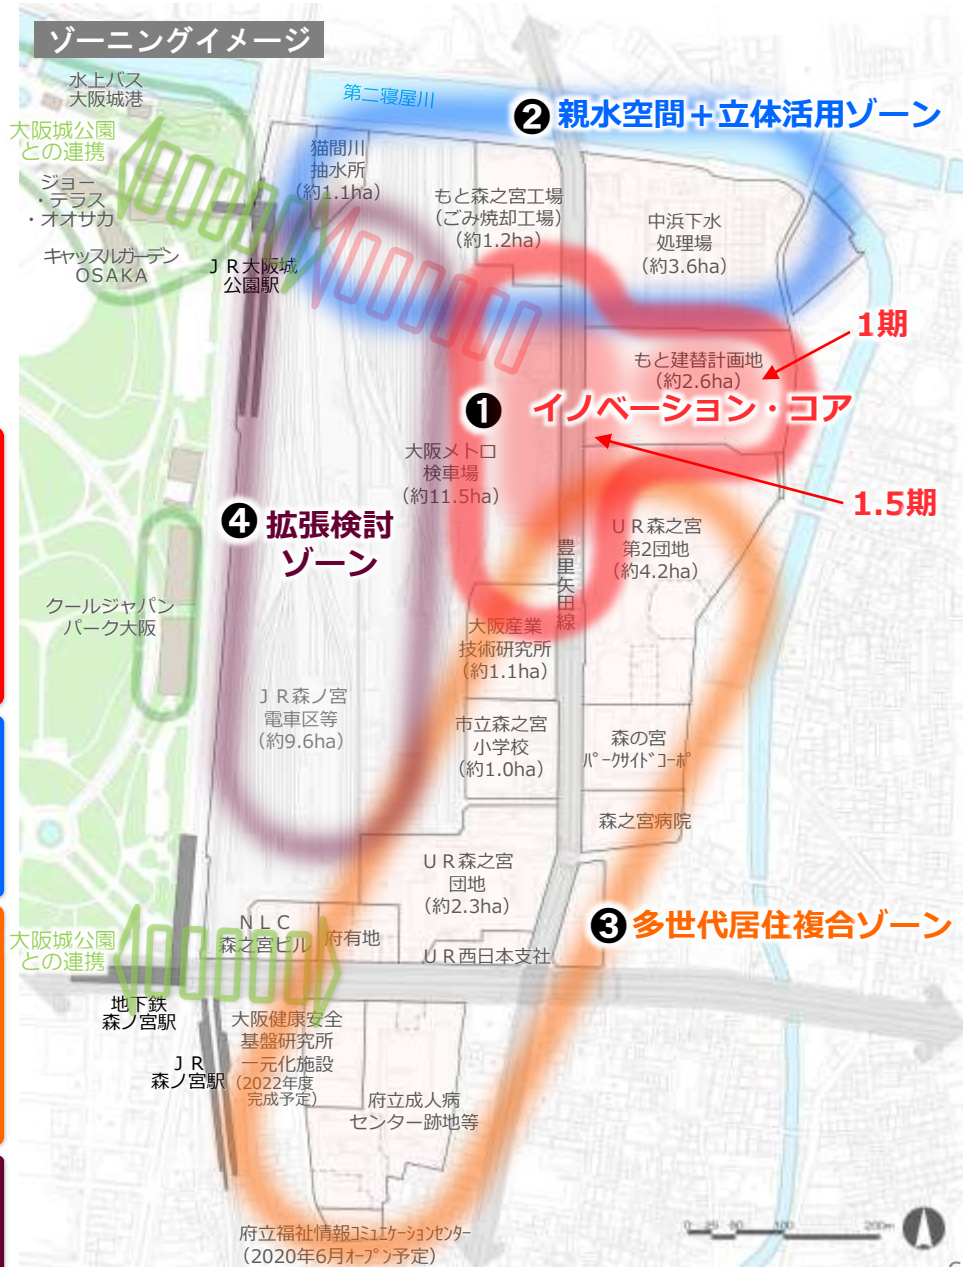 ゾーニングイメージ
水上バス
大阪城港
第二寝屋川
❷ 親水空間＋立体活用ゾーン
大阪城公園
との連携
猫間川
抽水所
(約1.1ha)
もと森之宮工場
(ごみ焼却工場)
(約1.2ha)
中浜下水
処理場
(約3.6ha)
ジョー
・テラス
・オオサカ
キャッスルガーデン
OSAKA
ＪＲ大阪城
公園駅
1期
もと建替計画地
(約2.6ha)
❶ イノベーション・コア
大阪メトロ
検車場
(約11.5ha)
1.5期
❹ 拡張検討
ゾーン
ＵＲ森之宮
第2団地
(約4.2ha)
豊里矢田線
クールジャパン
パーク大阪
大阪産業
技術研究所
(約1.1ha)
ＪＲ森ノ宮
電車区等
(約9.6ha)
市立森之宮
小学校
(約1.0ha)
森の宮
ﾊﾟｰｸｻｲﾄﾞｺｰﾎﾟ
森之宮病院
ＵＲ森之宮
団地
(約2.3ha)
ＮＬＣ
森之宮ビル
府有地
❸ 多世代居住複合ゾーン
大阪城公園
との連携
ＵＲ西日本支社
地下鉄
森ノ宮駅
大阪健康安全
基盤研究所
一元化施設
(2022年度
完成予定)
ＪＲ
森ノ宮駅
府立成人病
センター跡地等
府立福祉情報ｺﾐｭﾆｹｰｼｮﾝｾﾝﾀｰ
(2020年6月ｵｰﾌﾟﾝ予定)
0 25 50 100 200m